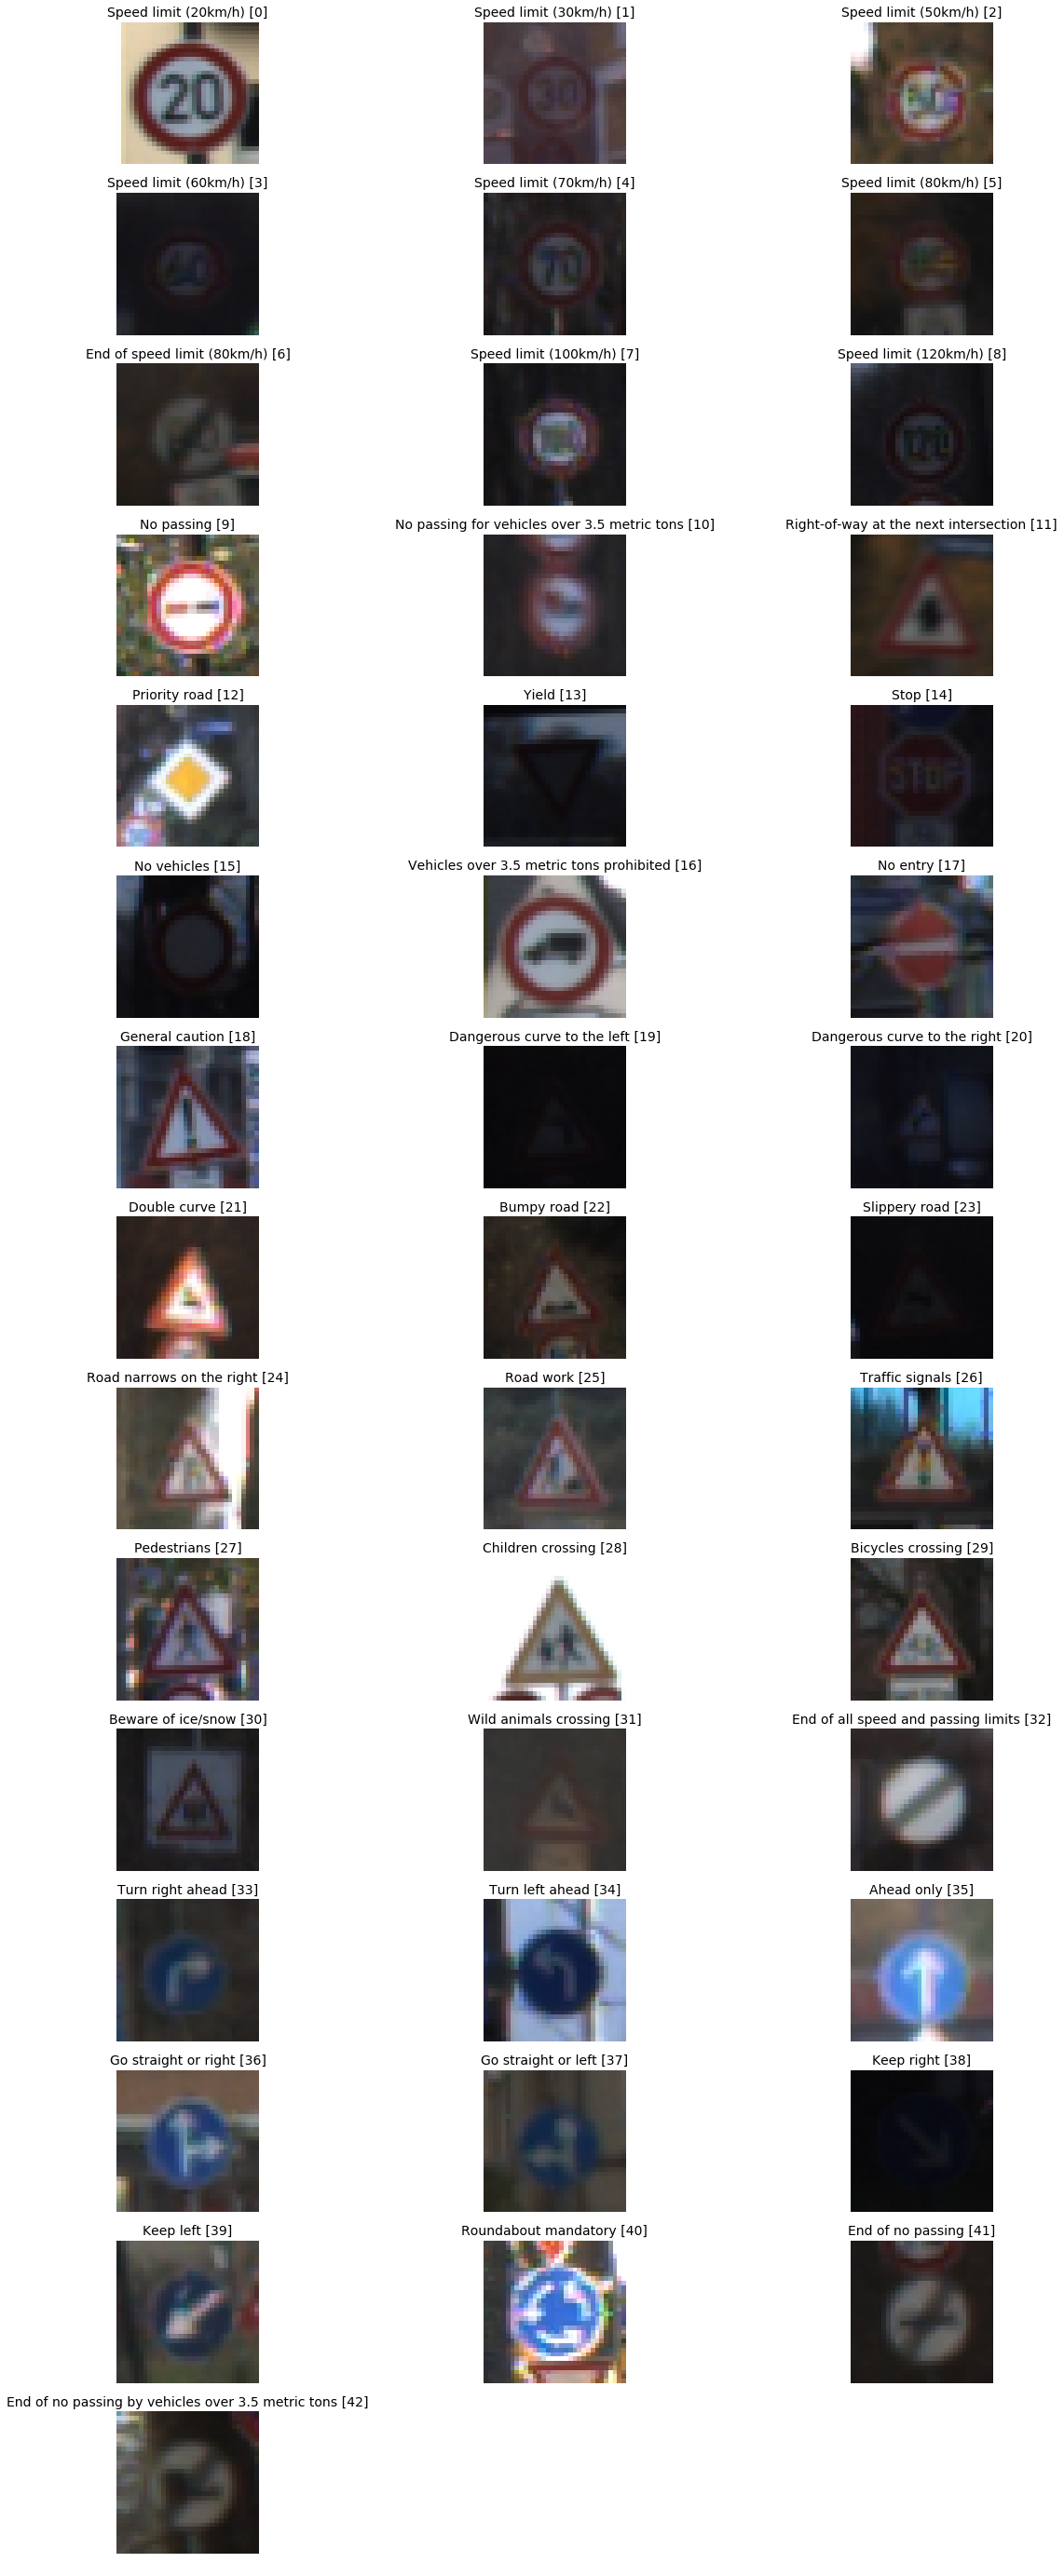 Speed limit (20km/h) [0]
Speed limit (30km/h) [1]
Speed limit (50km/h) [2]
20
30
Speed limit (60km/h) [3]
Speed limit (70km/h) [4]
Speed limit (80km/h) [5]
70
End of speed limit (80km/h) [6]
Speed limit (100km/h) [7]
Speed limit (120km/h) [8]
120
No passing [9]
No passing for vehicles over 3.5 metric tons [10]
Right-of-way at the next intersection [11]
Priority road [12]
Yield [13]
Stop [14]
STOP
No vehicles [15]
Vehicles over 3.5 metric tons prohibited [16]
No entry [17]
General caution [18]
Dangerous curve to the left [19]
Dangerous curve to the right [20]
Double curve [21]
Bumpy road [22]
Slippery road [23]
Road narrows on the right [24]
Road work [25]
Traffic signals [26]
Pedestrians [27]
Children crossing [28]
Bicycles crossing [29]
Beware of ice/snow [30]
Wild animals crossing [31]
End of all speed and passing limits [32]
Turn right ahead [33]
Turn left ahead [34]
Ahead only [35]
Go straight or right [36]
Go straight or left [37]
Keep right [38]
Keep left [39]
Roundabout mandatory [40]
End of no passing [41]
End of no passing by vehicles over 3.5 metric tons [42]